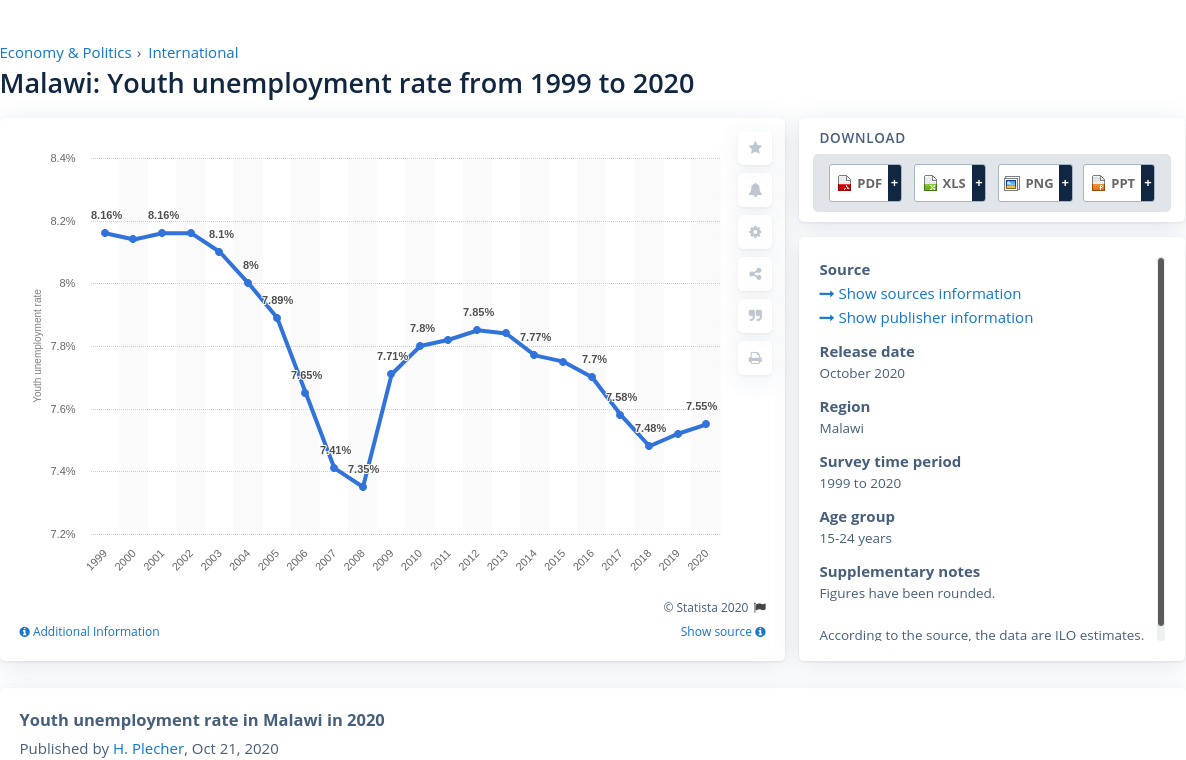 Economy & Politics › International
Malawi: Youth unemployment rate from 1999 to 2020
Youth unemployment rate
8.4%
8.2%
8%
7.8%
7.6%
7.4%
7.2%
8.16%
8.16%
8.1%
8%
7.89%
7.65%
7.41%
7.35%
7.71%
7.8%
7.85%
7.77%
7.7%
7.58%
7.48%
7.55%
1999 2000 2001 2002 2003 2004 2005 2006 2007 2008 2009 2010 2011 2012 2013 2014 2015 2016 2017 2018 2019 2020
© Statista 2020
Additional Information
Show source
DOWNLOAD
PDF + XLS + PNG + PPT +
Source
Show sources information
Show publisher information
Release date
October 2020
Region
Malawi
Survey time period
1999 to 2020
Age group
15-24 years
Supplementary notes
Figures have been rounded.
According to the source, the data are ILO estimates.
Youth unemployment rate in Malawi in 2020
Published by H. Plecher, Oct 21, 2020